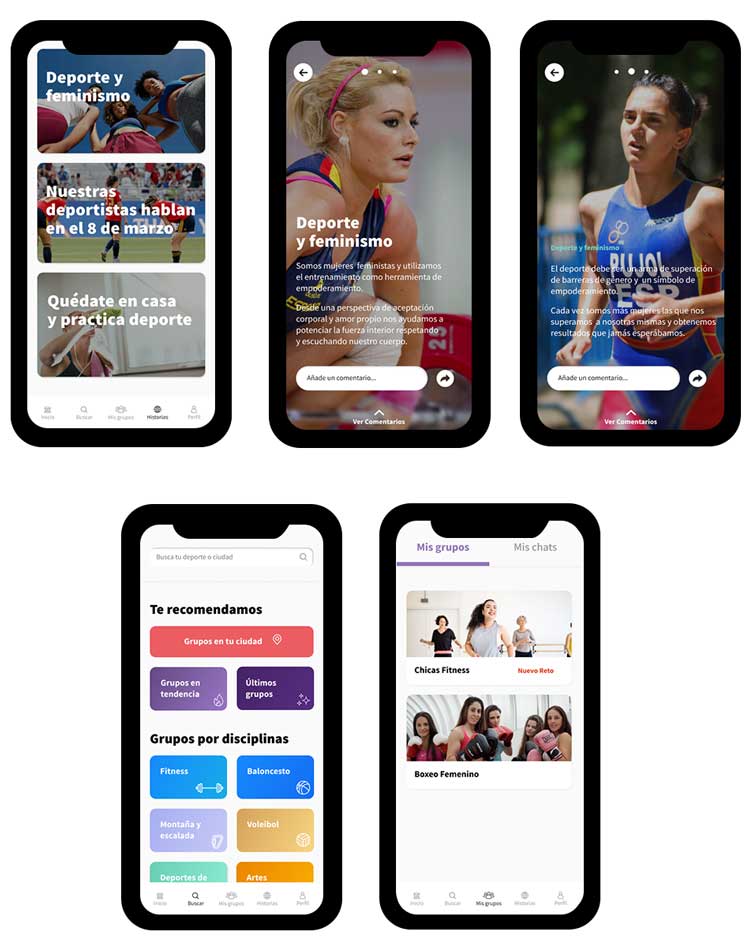 Deporte y
feminismo
Nuestras
deportistas hablan
en el 8 de marzo
Quédate en casa
y practica deporte
Inicio
Buscar
Mis grupos
Historias
Perfil
Deporte
y feminismo
Somos mujeres feministas y utilizamos
el entrenamiento como herramienta de
empoderamiento.
Desde una perspectiva de aceptación
corporal y amor propio nos ayudamos a
potenciar la fuerza interior respetando
y escuchando nuestro cuerpo.
Añade un comentario...
Ver Comentarios
Deporte y feminismo
PUJOL
ESP
El deporte debe ser un arma de superación
de barreras de género y un símbolo de
empoderamiento.
Cada vez somos más mujeres las que nos
superamos a nosotras mismas y obtenemos
resultados que jamás esperábamos.
Añade un comentario...
Ver Comentarios
Busca tu deporte o ciudad
Te recomendamos
Grupos en tu ciudad
Grupos en
tendencia
Últimos
grupos
Grupos por disciplinas
Fitness
Baloncesto
Montaña y
escalada
Voleibol
Deportes de
Artes
Inicio
Buscar
Mis grupos
Historias
Perfil
Mis grupos
Mis chats
Chicas Fitness
Nuevo Reto
Boxeo Femenino
Inicio
Buscar
Mis grupos
Historias
Perfil